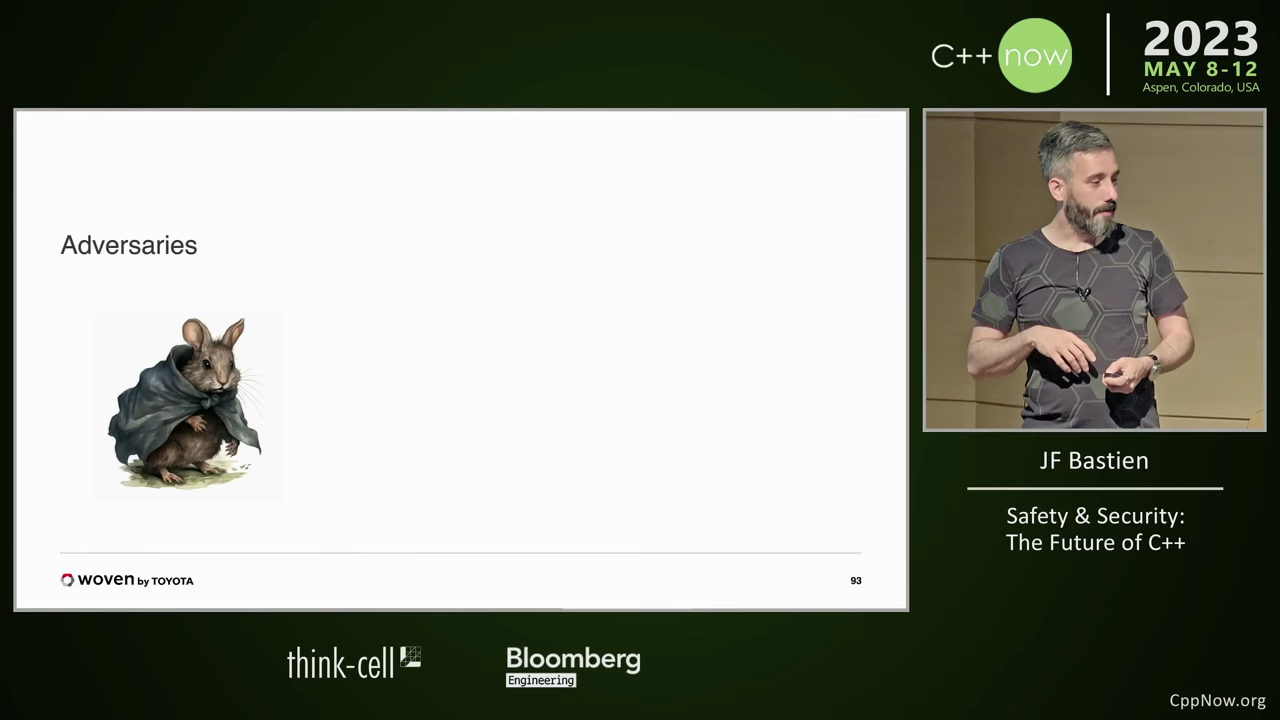 C++ now
2023
MAY 8-12
Aspen, Colorado, USA
Adversaries
woven by TOYOTA
93
JF Bastien
Safety & Security:
The Future of C++
think-cell
Bloomberg
Engineering
CppNow.org